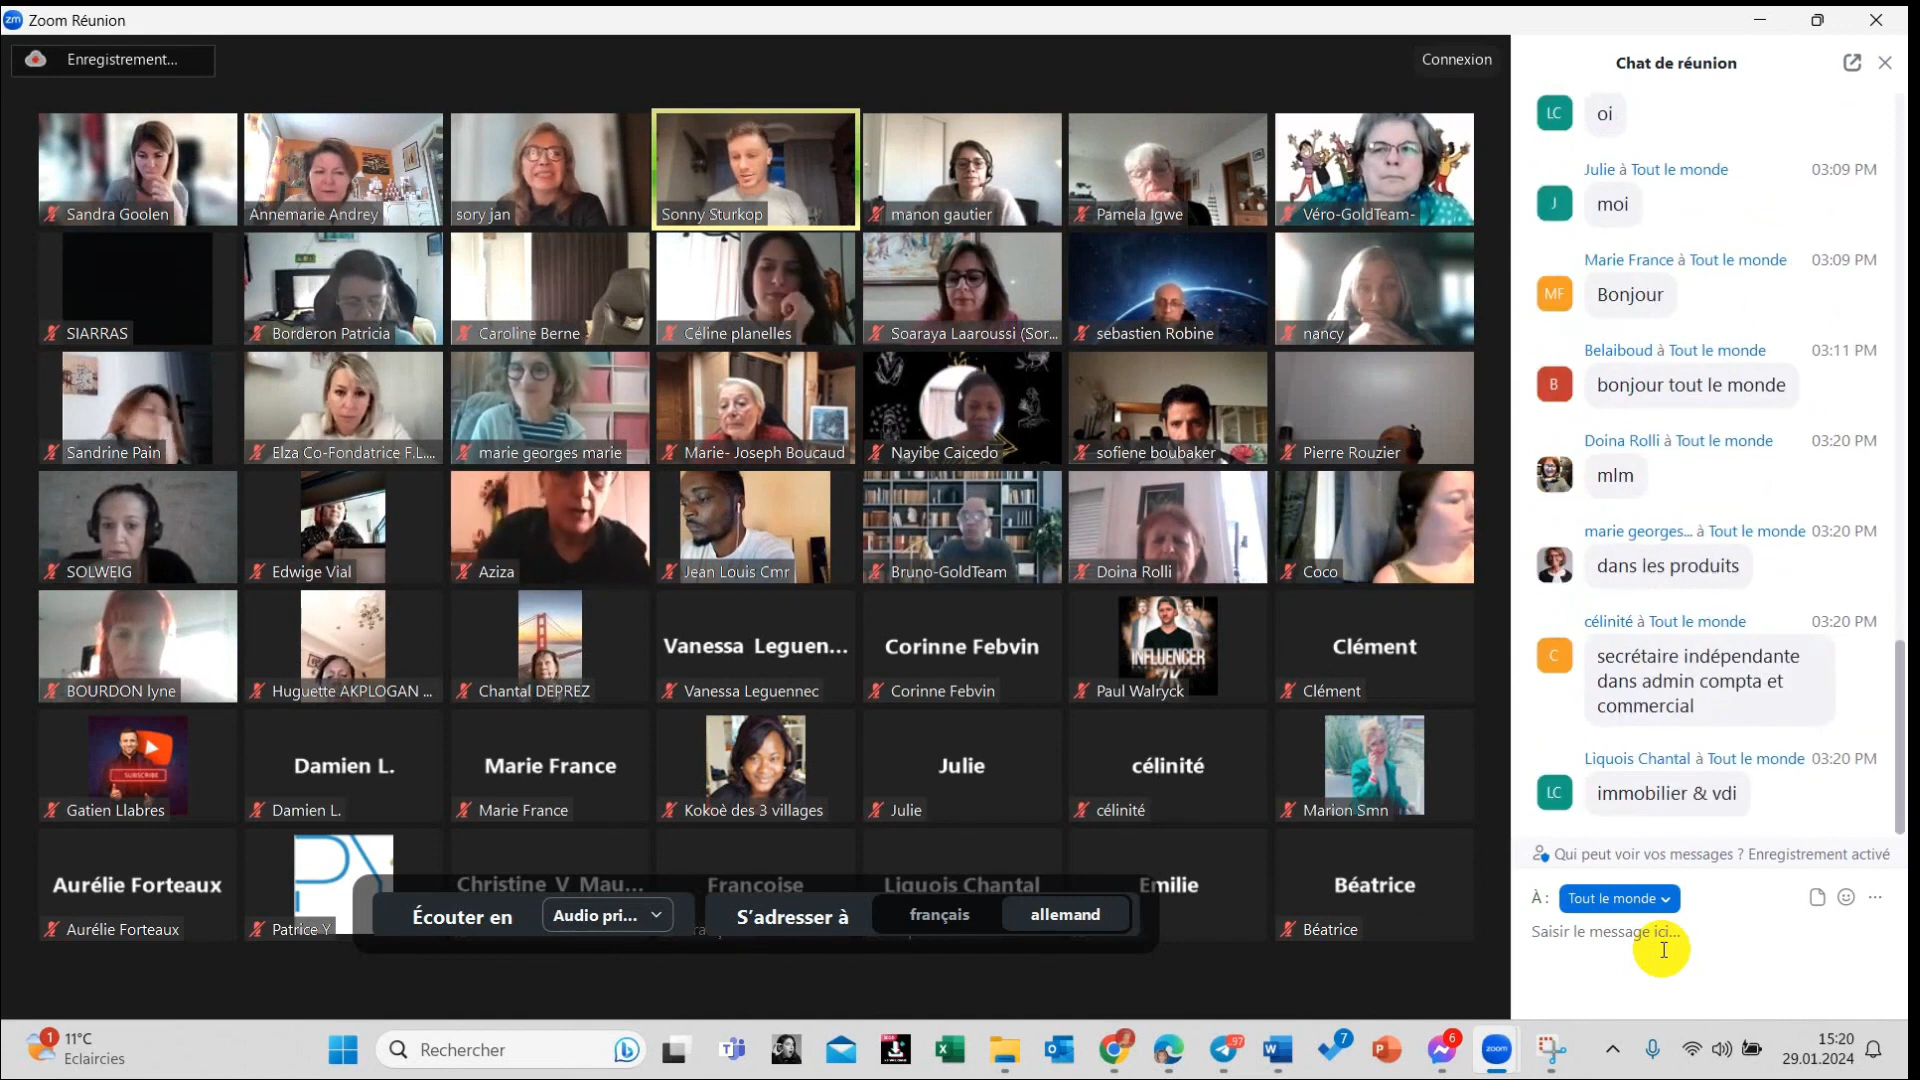 Zoom Réunion
Enregistrement...
Connexion
Sandra Goolen
Annemarie Andrey
sory jan
Sonny Sturkop
manon gautier
Pamela Igwe
Véro-GoldTeam-
SIARRAS
Borderon Patricia
Caroline Berne
Céline planelles
Soaraya Laaroussi (Sor...
sebastien Robine
nancy
Sandrine Pain
Elza Co-Fondatrice F.L....
marie georges marie
Marie- Joseph Boucaud
Nayibe Caicedo
sofiene boubaker
Pierre Rouzier
SOLWEIG
Edwige Vial
Aziza
Jean Louis Cmr
Bruno-GoldTeam
Doina Rolli
Coco
Vanessa Leguen...
Corinne Febvin
INFLUENCER
Clément
BOURDON lyne
Huguette AKPLOGAN ...
Chantal DEPREZ
Vanessa Leguennec
Corinne Febvin
Paul Walryck
Clément
SUBSCRIBE
Damien L.
Marie France
Julie
célinité
Gatien Llabres
Damien L.
Marie France
Kokoè des 3 villages
Julie
célinité
Marion Smn
Aurélie Forteaux
Christine V Mau...
Francoise
Liquois Chantal
Emilie
Béatrice
Aurélie Forteaux
Patrice Y
Béatrice
Écouter en
Audio pri...
S'adresser à
français
allemand
Chat de réunion
LC
oi
Julie à Tout le monde 03:09 PM
J
moi
Marie France à Tout le monde 03:09 PM
MF
Bonjour
Belaiboud à Tout le monde 03:11 PM
B
bonjour tout le monde
Doina Rolli à Tout le monde 03:20 PM
mlm
marie georges... à Tout le monde 03:20 PM
dans les produits
célinité à Tout le monde 03:20 PM
C
secrétaire indépendante
dans admin compta et
commercial
Liquois Chantal à Tout le monde 03:20 PM
LC
immobilier & vdi
Qui peut voir vos messages ? Enregistrement activé
À : Tout le monde
Saisir le message ici...
1
11°C
Eclaircies
Rechercher
97
7
6
zoom
15:20
29.01.2024